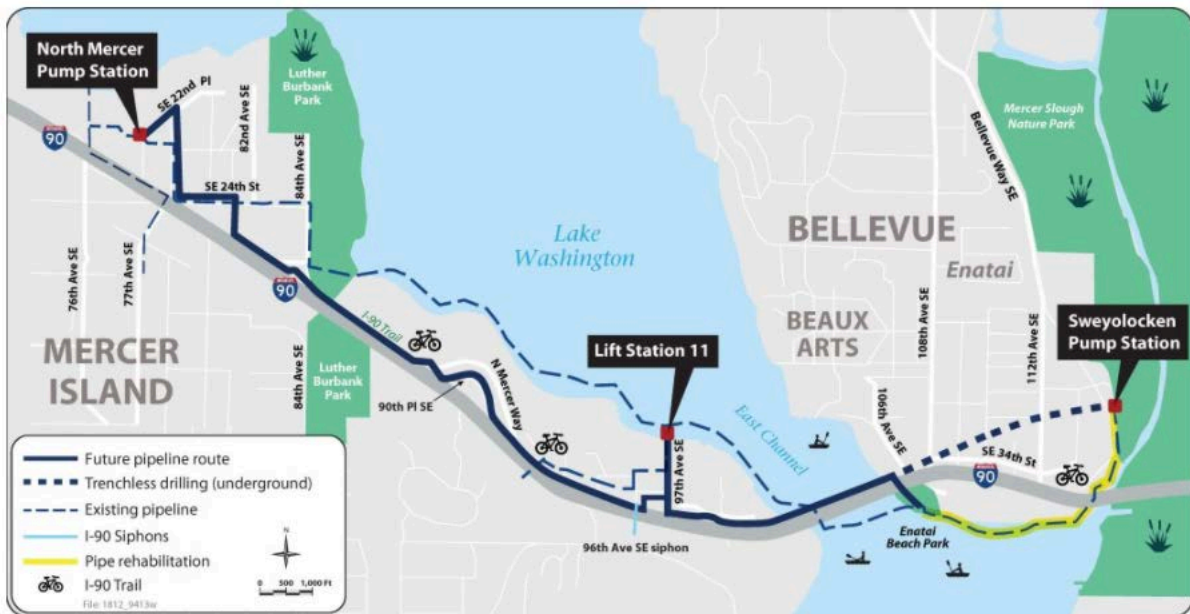 North Mercer
Pump Station
SE 22nd Pl
82nd Ave SE
Luther
Burbank
Park
84th Ave SE
90
SE 24th St
76th Ave SE
77th Ave SE
90
MERCER
ISLAND
84th Ave SE
Luther
Burbank
Park
I-90 Trail
90th Pl SE
N Mercer Way
Lake
Washington
Lift Station 11
97th Ave SE
96th Ave SE siphon
East Channel
BELLEVUE
Enatai
BEAUX
ARTS
Bellevue Way SE
Mercer Slough
Nature Park
108th Ave SE
112th Ave SE
106th Ave SE
SE 34th St
90
Sweyolocken
Pump Station
Enatai
Beach Park
Future pipeline route
Trenchless drilling (underground)
Existing pipeline
I-90 Siphons
Pipe rehabilitation
I-90 Trail
N
0 500 1,000 Ft
File: 1812_9413w